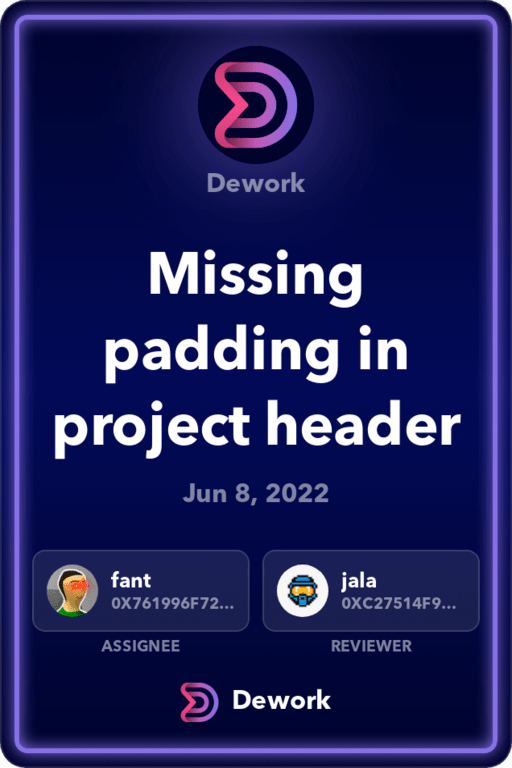 Dework
Missing
padding in
project header
Jun 8, 2022
fant
0X761996F72...
jala
0XC27514F9...
ASSIGNEE
REVIEWER
Dework